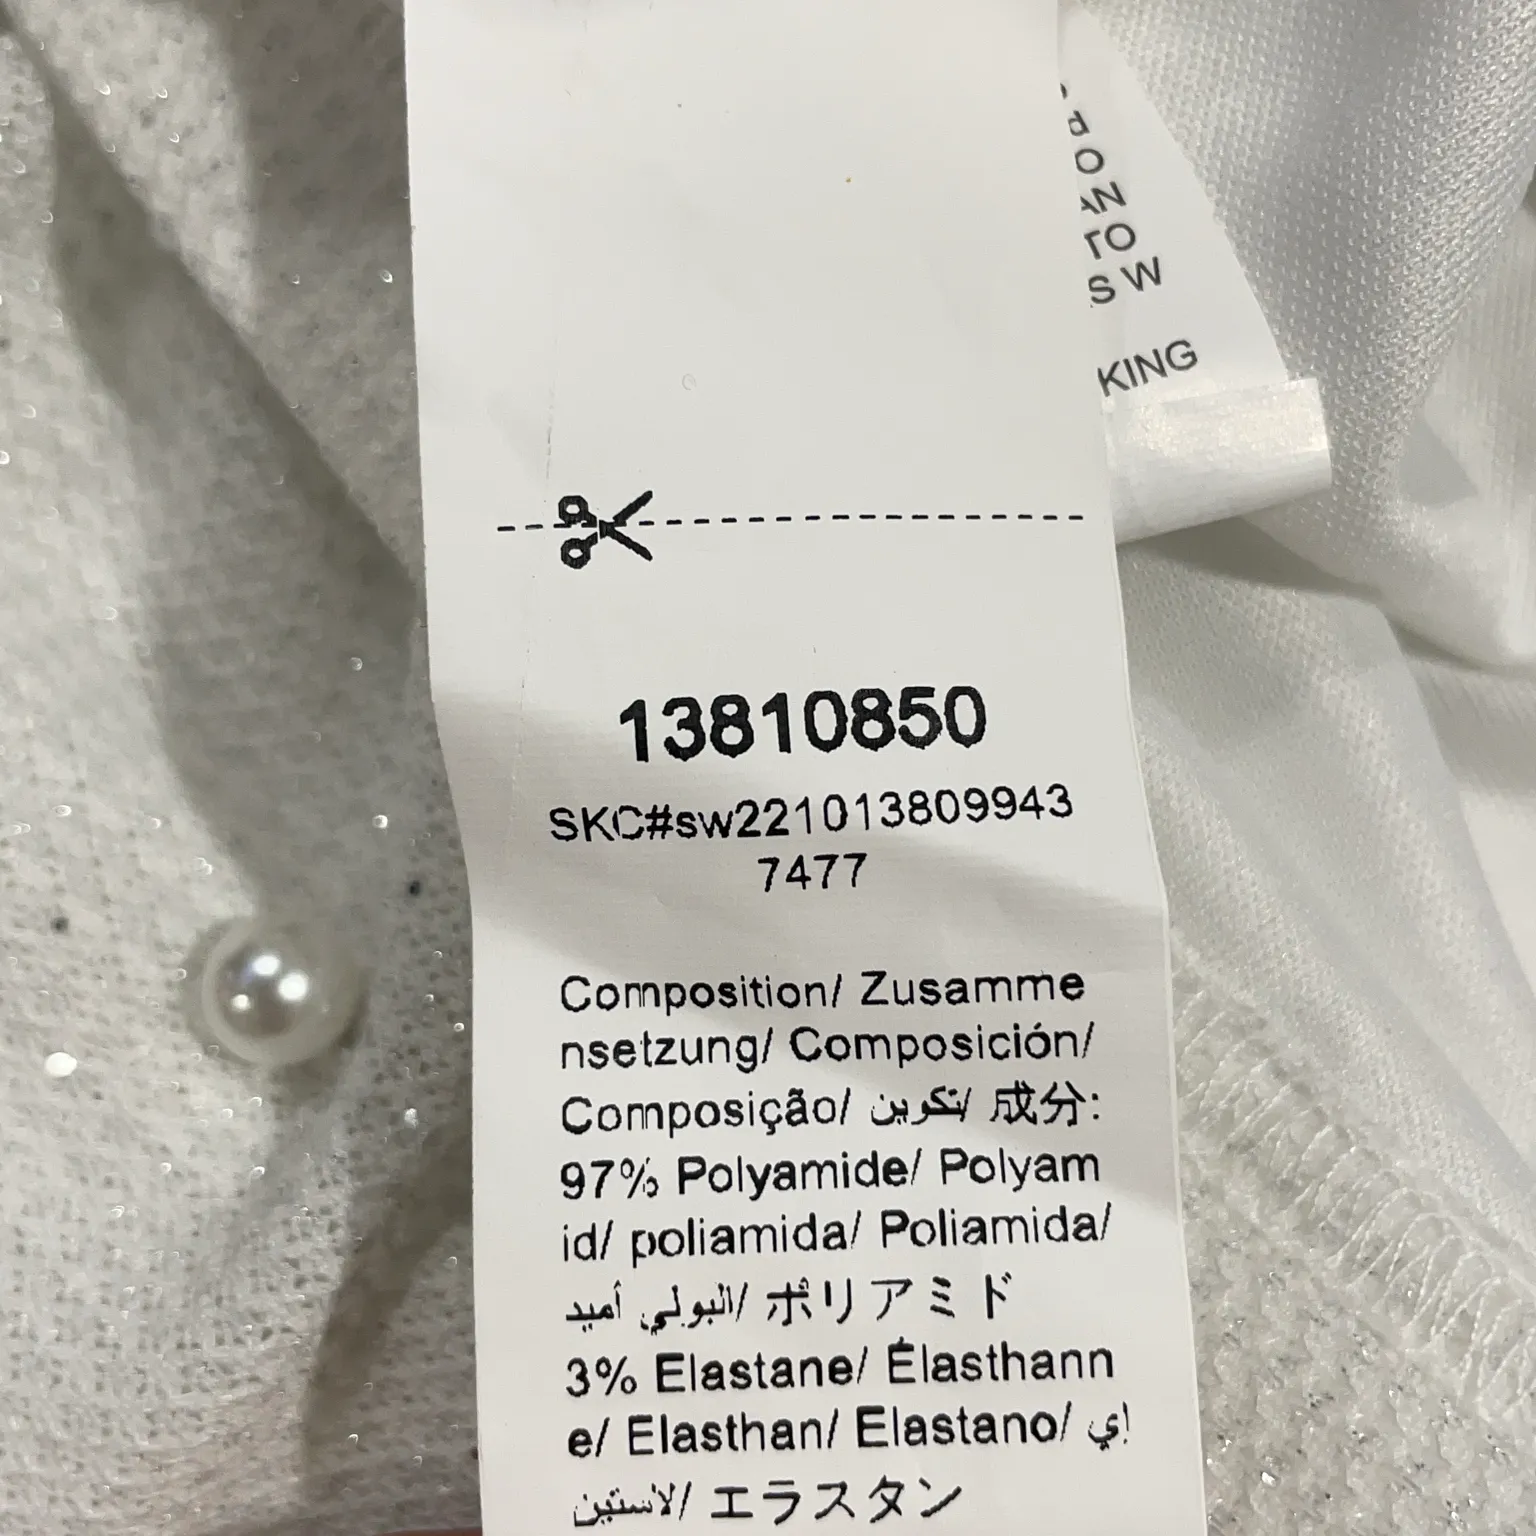 ON
TO
S W
KING
13810850
SKC#sw221013809943
7477
Composition/ Zusamme
nsetzung/ Composición/
Composição/ تكوين/ 成分:
97% Polyamide/ Polyam
id/ poliamida/ Poliamida/
البولي أميد/ ポリアミド
3% Elastane/ Élasthann
e/ Elasthan/ Elastano/ إي
لاستين/ エラスタン